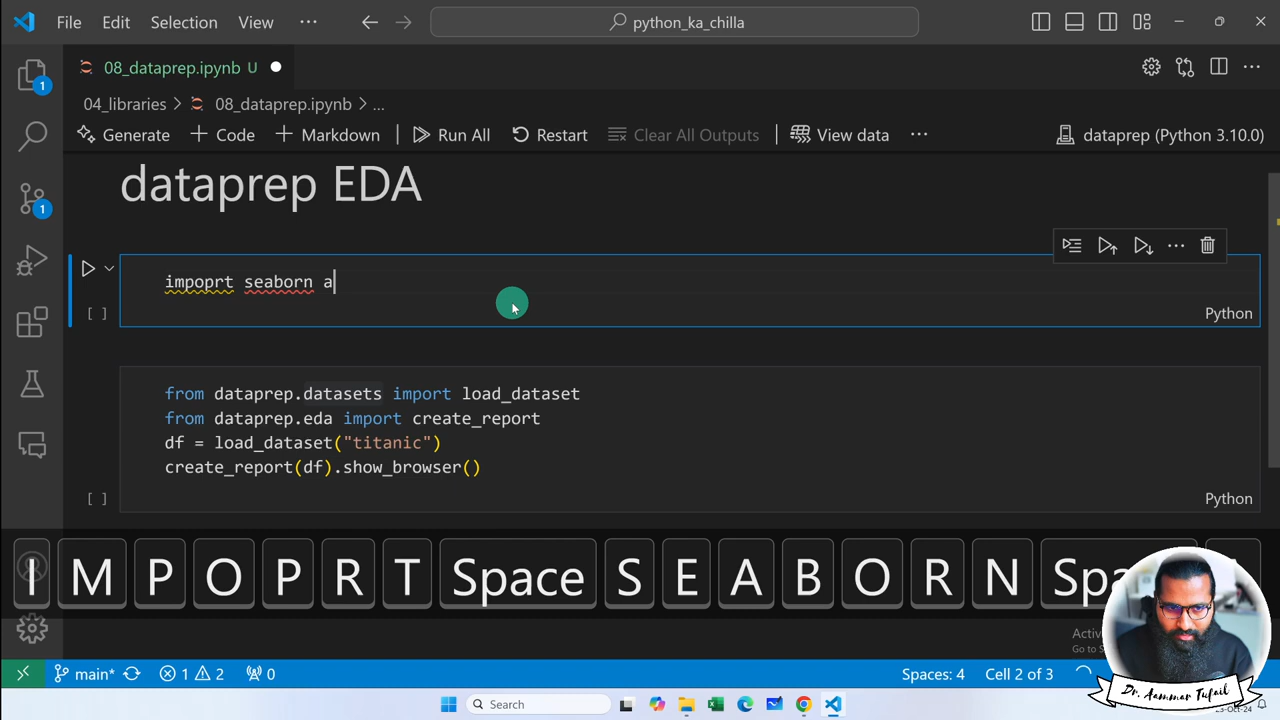 File Edit Selection View ··· python_ka_chilla
08_dataprep.ipynb U
04_libraries > 08_dataprep.ipynb > ...
Generate + Code + Markdown Run All Restart Clear All Outputs View data ··· dataprep (Python 3.10.0)
dataprep EDA
impoprt seaborn a
[ ] Python
from dataprep.datasets import load_dataset
from dataprep.eda import create_report
df = load_dataset("titanic")
create_report(df).show_browser()
[ ] Python
1
1
I M P O P R T Space S E A B O R N
main* 1 2 0 Spaces: 4 Cell 2 of 3
Search
Dr. Aammar Tufail